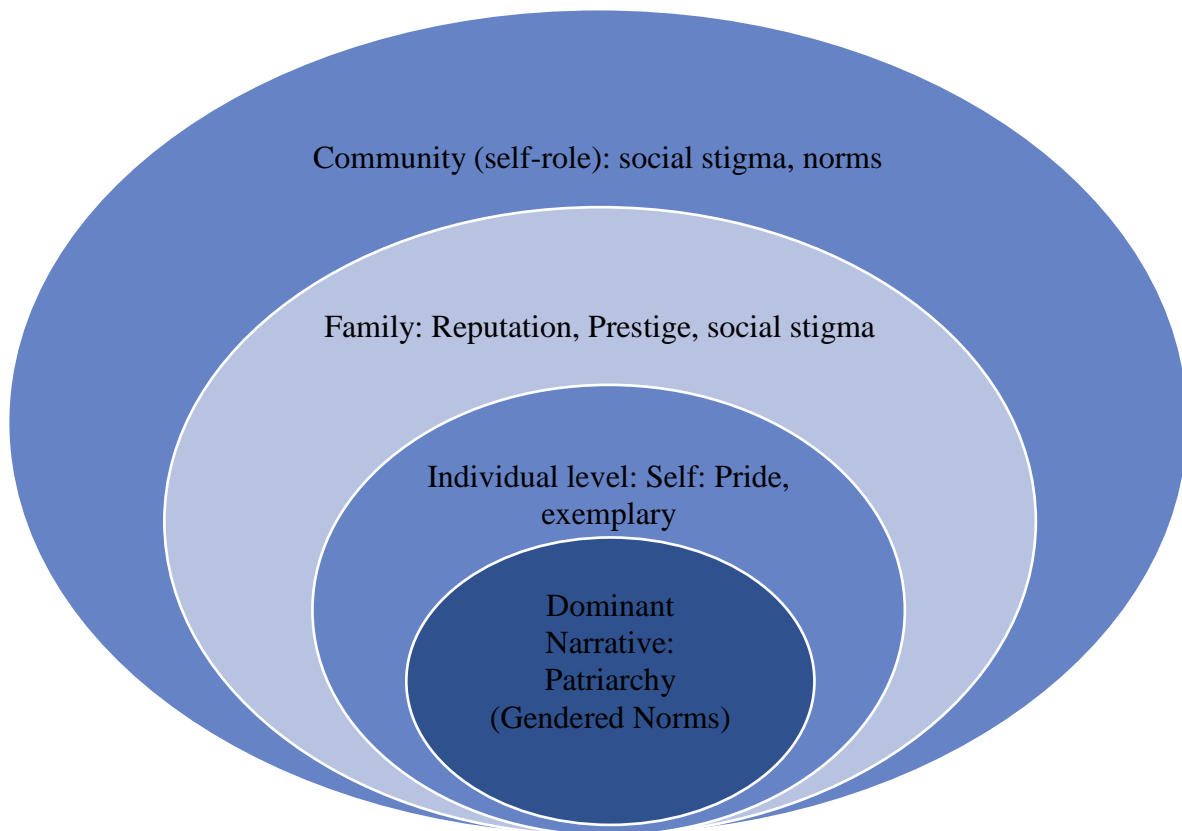 Community (self-role): social stigma, norms
Family: Reputation, Prestige, social stigma
Individual level: Self: Pride,
exemplary
Dominant
Narrative:
Patriarchy
(Gendered Norms)